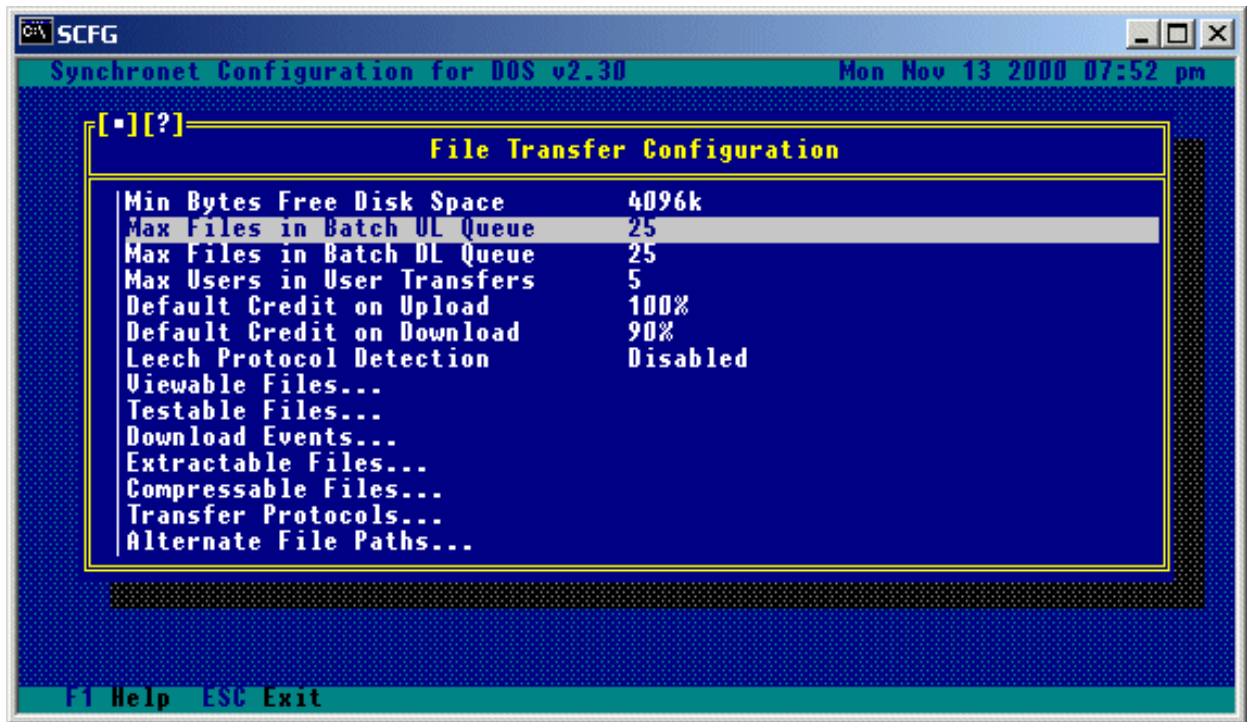 SCFG
Synchronet Configuration for DOS v2.30 Mon Nov 13 2000 07:52 pm
[▪][?]
File Transfer Configuration
Min Bytes Free Disk Space 4096k
Max Files in Batch UL Queue 25
Max Files in Batch DL Queue 25
Max Users in User Transfers 5
Default Credit on Upload 100%
Default Credit on Download 90%
Leech Protocol Detection Disabled
Viewable Files...
Testable Files...
Download Events...
Extractable Files...
Compressable Files...
Transfer Protocols...
Alternate File Paths...
F1 Help ESC Exit